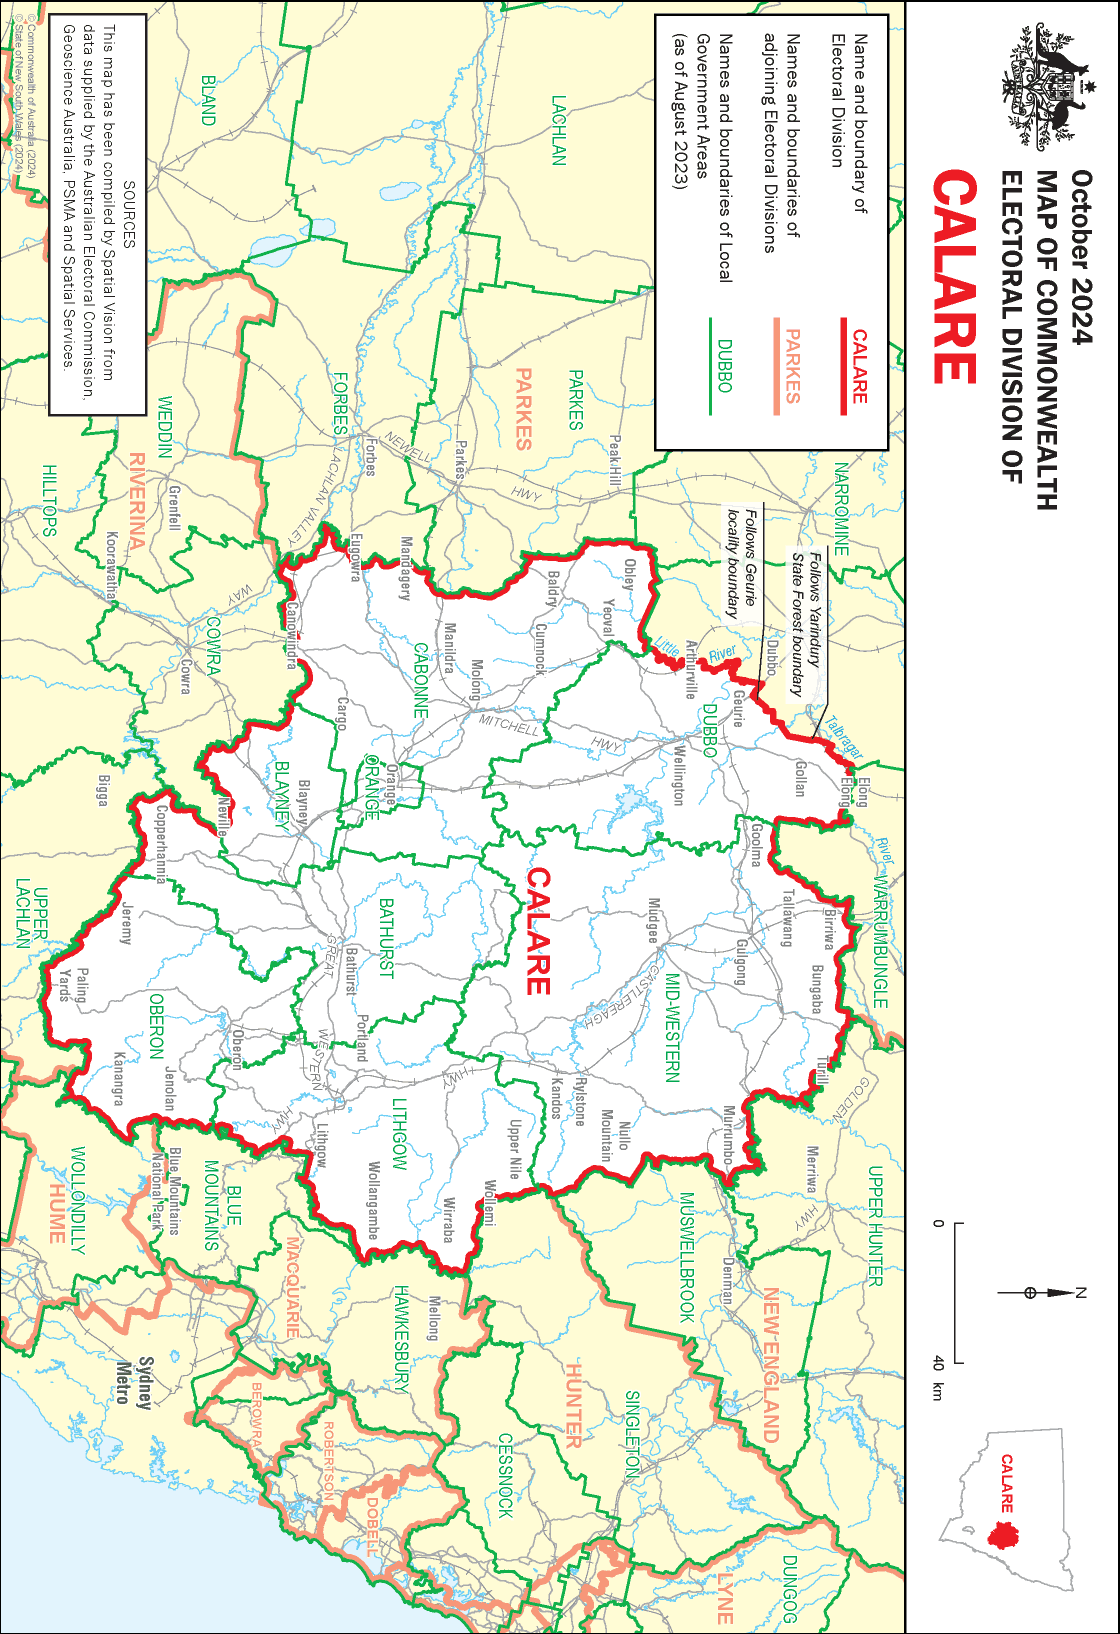 October 2024
MAP OF COMMONWEALTH
ELECTORAL DIVISION OF
CALARE
AUSTRALIA
N
0
40
km
CALARE
Name and boundary of
Electoral Division
CALARE
Names and boundaries of
adjoining Electoral Divisions
PARKES
Names and boundaries of Local
Government Areas
(as of August 2023)
DUBBO
SOURCES
This map has been compiled by Spatial Vision from
data supplied by the Australian Electoral Commission,
Geoscience Australia, PSMA and Spatial Services.
© Commonwealth of Australia (2024)
© State of New South Wales (2024)
Follows Yarindury
State Forest boundary
Follows Geurie
locality boundary
NARROMINE
WARRUMBUNGLE
UPPER HUNTER
Talbragar
River
Elong
Elong
Turill
GOLDEN
HWY
Merriwa
Dubbo
Little
River
Arthurville
Geurie
Gollan
DUBBO
Wellington
Goolma
Tallawang
Birriwa
Bungaba
Gulgong
Mudgee
MID-WESTERN
CASTLEREAGH
Murrumbo
Denman
MUSWELLBROOK
NEW ENGLAND
DUNGOG
LYNE
LACHLAN
PARKES
PARKES
Peak Hill
Parkes
NEWELL
HWY
Obley
Yeoval
Baldry
Cumnock
Manildra
Molong
Mandagery
Eugowra
CABONNE
MITCHELL
HWY
CALARE
Rylstone
Kandos
Nullo
Mountain
Upper Nile
Wollemi
Wirraba
Wollangambe
HUNTER
SINGLETON
CESSNOCK
BLAND
FORBES
Forbes
LACHLAN VALLEY
WAY
WEDDIN
RIVERINA
Grenfell
HILLTOPS
Koorawatha
COWRA
Cowra
Canowindra
Cargo
ORANGE
Orange
BLAYNEY
Blayney
Neville
BATHURST
Bathurst
GREAT
WESTERN
HWY
HWY
Portland
LITHGOW
Lithgow
HAWKESBURY
Mellong
MACQUARIE
BEROWRA
ROBERTSON
DOBELL
Bigga
Copperhannia
UPPER
LACHLAN
Jeremy
Paling
Yards
OBERON
Oberon
Jenolan
Kanangra
BLUE
MOUNTAINS
Blue Mountains
National Park
WOLLONDILLY
HUME
Sydney
Metro